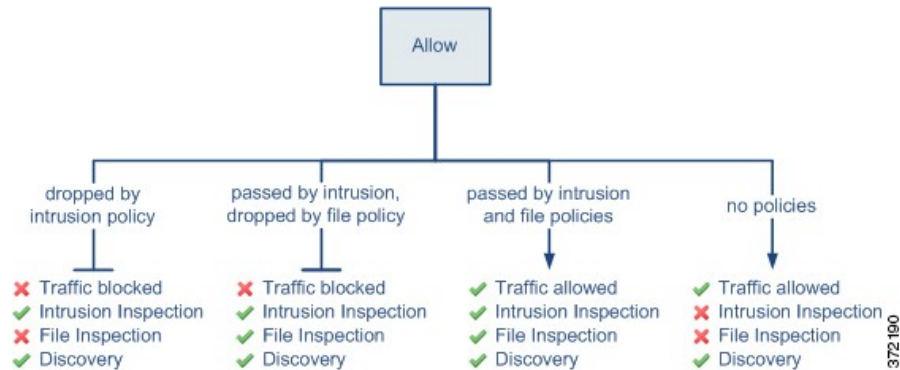 Allow
dropped by
intrusion policy
passed by intrusion,
dropped by file policy
passed by intrusion
and file policies
no policies
Traffic blocked
Intrusion Inspection
File Inspection
Discovery
Traffic blocked
Intrusion Inspection
File Inspection
Discovery
Traffic allowed
Intrusion Inspection
File Inspection
Discovery
Traffic allowed
Intrusion Inspection
File Inspection
Discovery
372190